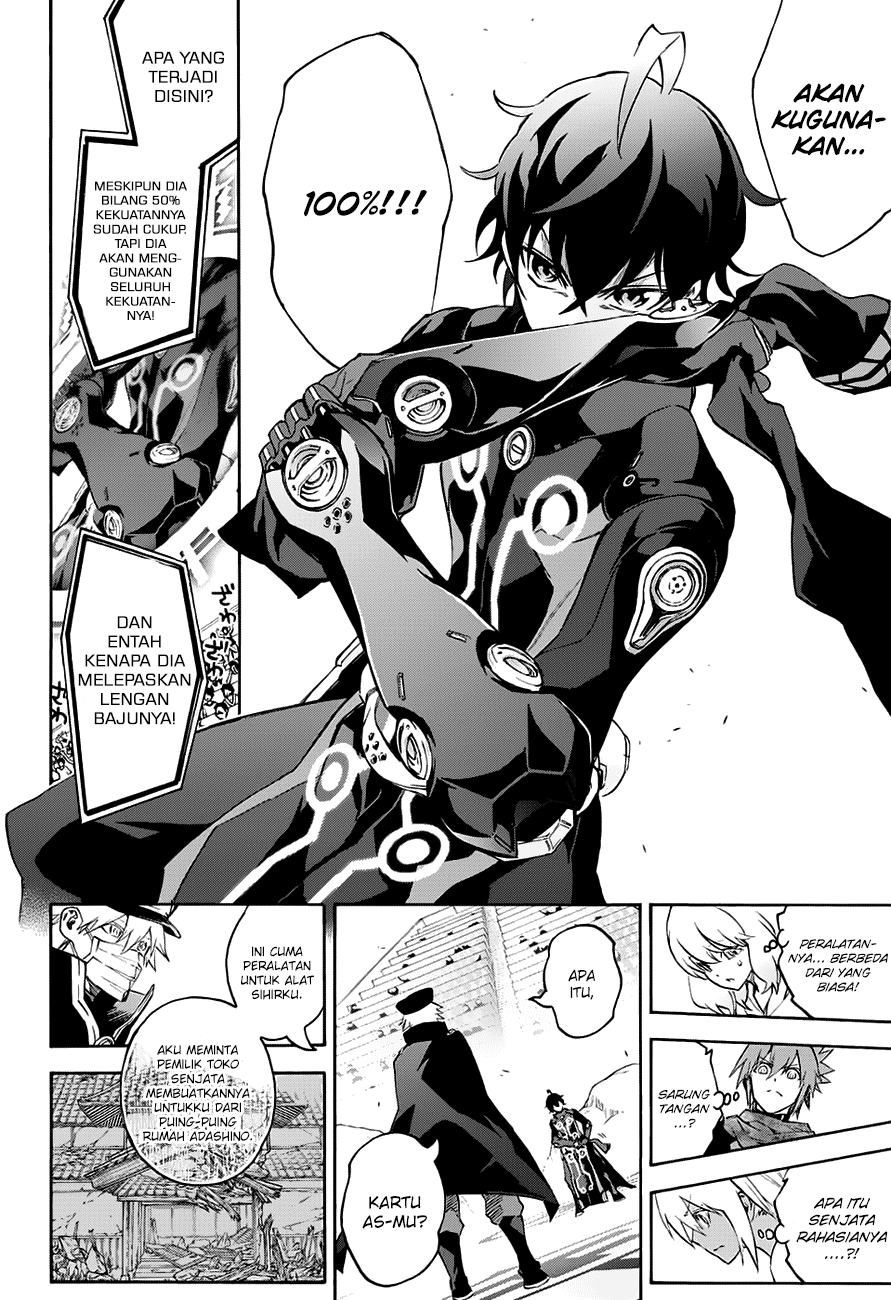 AKAN
KUGUNA-
KAN...
100%!!!
APA YANG
TERJADI
DISINI?
MESKIPUN DIA
BILANG 50%
KEKUATANNYA
SUDAH CUKUP.
TAPI DIA
AKAN MENG-
GUNAKAN
SELURUH
KEKUATAN-
NYA!
DAN
ENTAH
KENAPA DIA
MELEPASKAN
LENGAN
BAJUNYA!
PERALATAN-
NYA... BERBEDA
DARI YANG
BIASA!
SARUNG
TANGAN
...?
APA ITU
SENJATA
RAHASIANYA
....?!
APA
ITU,
KARTU
AS-MU?
INI CUMA
PERALATAN
UNTUK ALAT
SIHIRKU.
AKU MEMINTA
PEMILIK TOKO
SENJATA
MEMBUATKANNYA
UNTUKKU DARI
PUING-PUING
RUMAH ADASHINO.